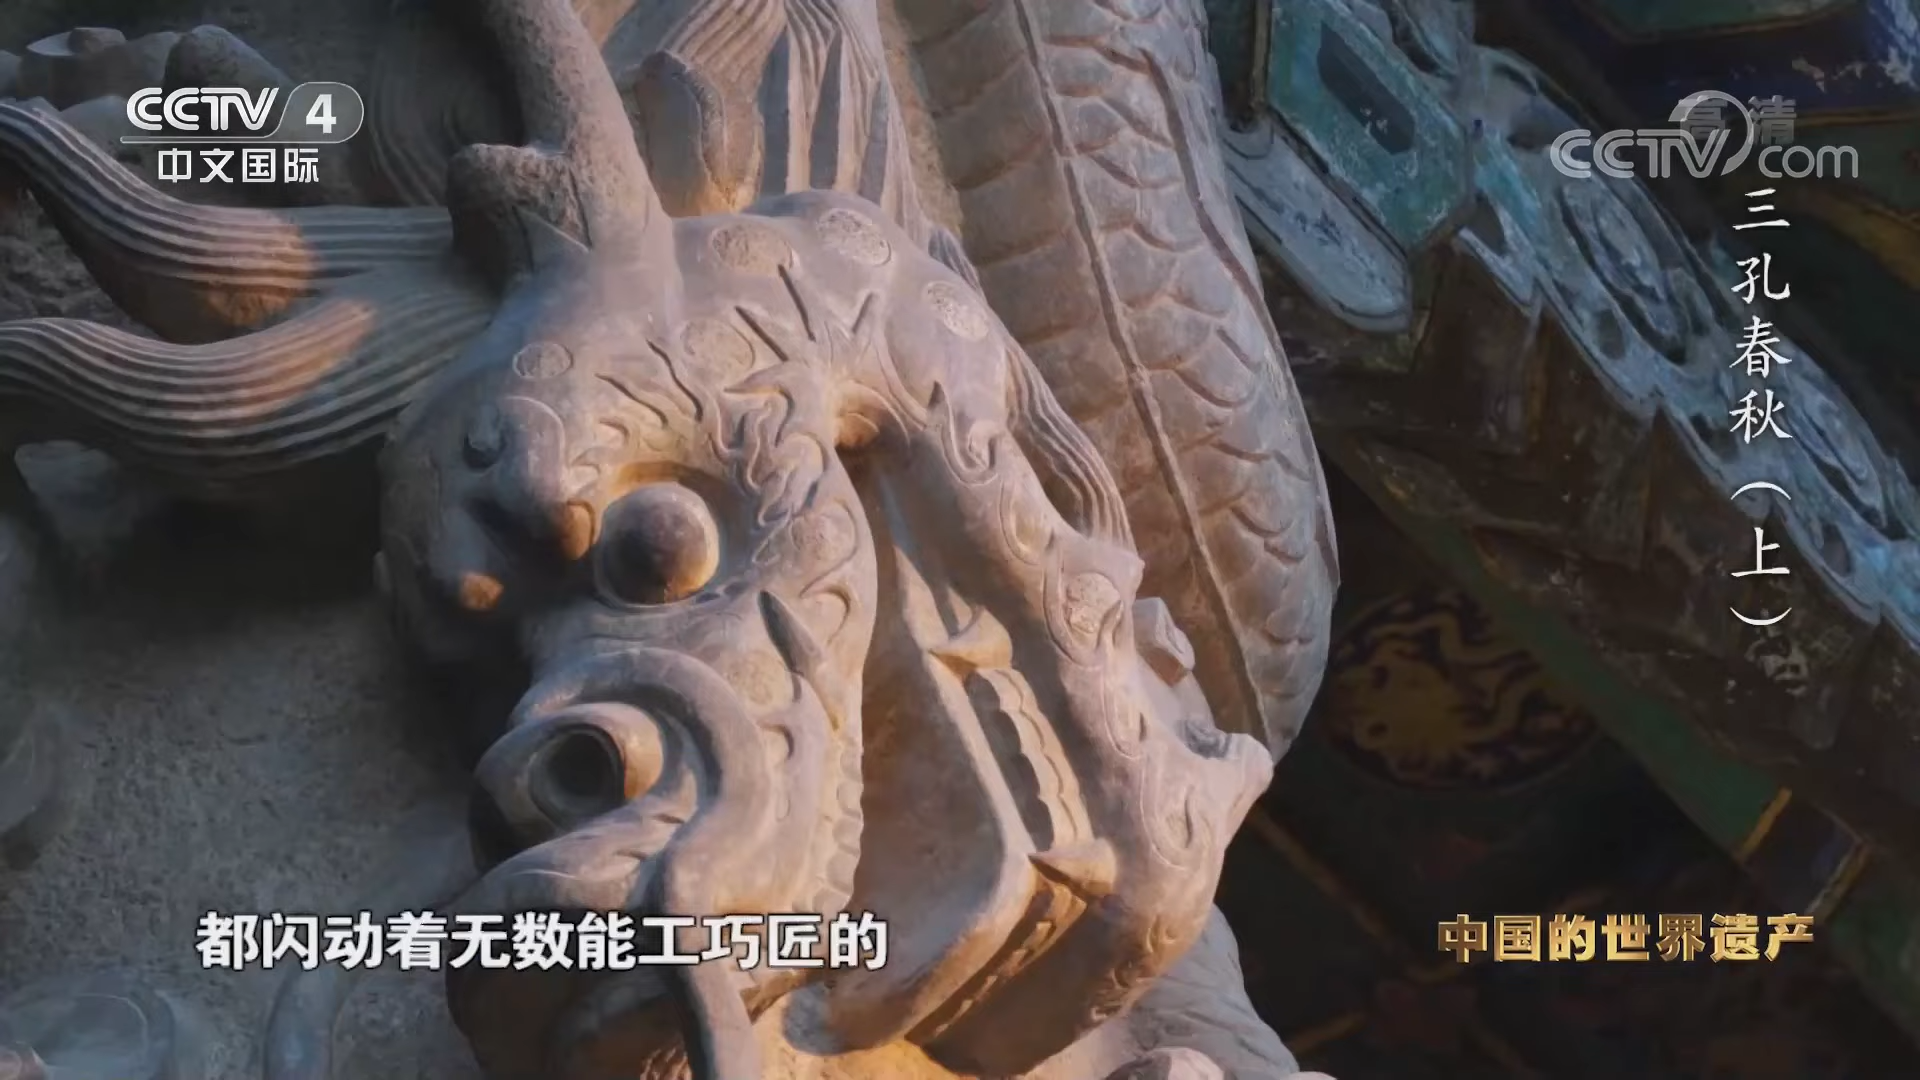 CCTV 4
中文国际
高清
CCTV.com
三孔春秋（上）
都闪动着无数能工巧匠的
中国的世界遗产